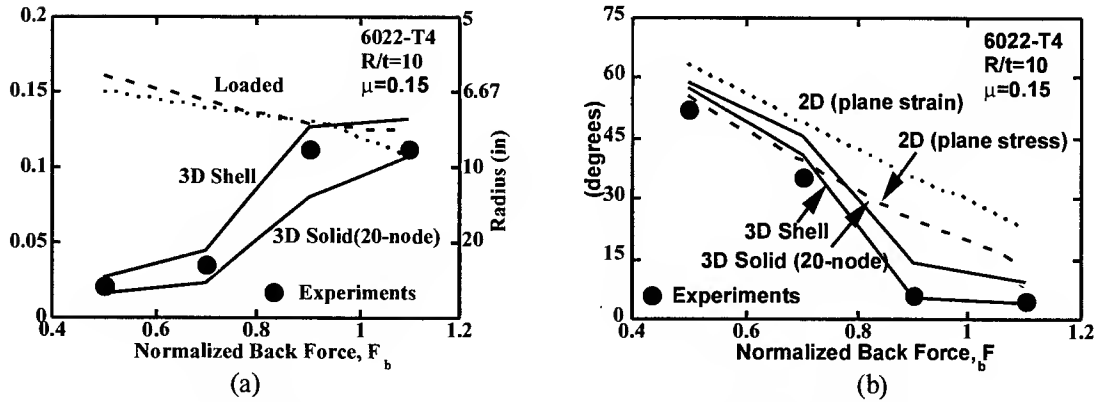 0.2
0.15
0.1
0.05
0
0.4
0.6
0.8
1
1.2
5
6.67
10
20
Radius (in)
6022-T4
R/t=10
μ=0.15
Loaded
3D Shell
3D Solid(20-node)
Experiments
Normalized Back Force, F_b
(a)
75
60
45
30
15
0
(degrees)
0.4
0.6
0.8
1
1.2
6022-T4
R/t=10
μ=0.15
2D (plane strain)
2D (plane stress)
3D Shell
3D Solid (20-node)
Experiments
Normalized Back Force, _bF
(b)